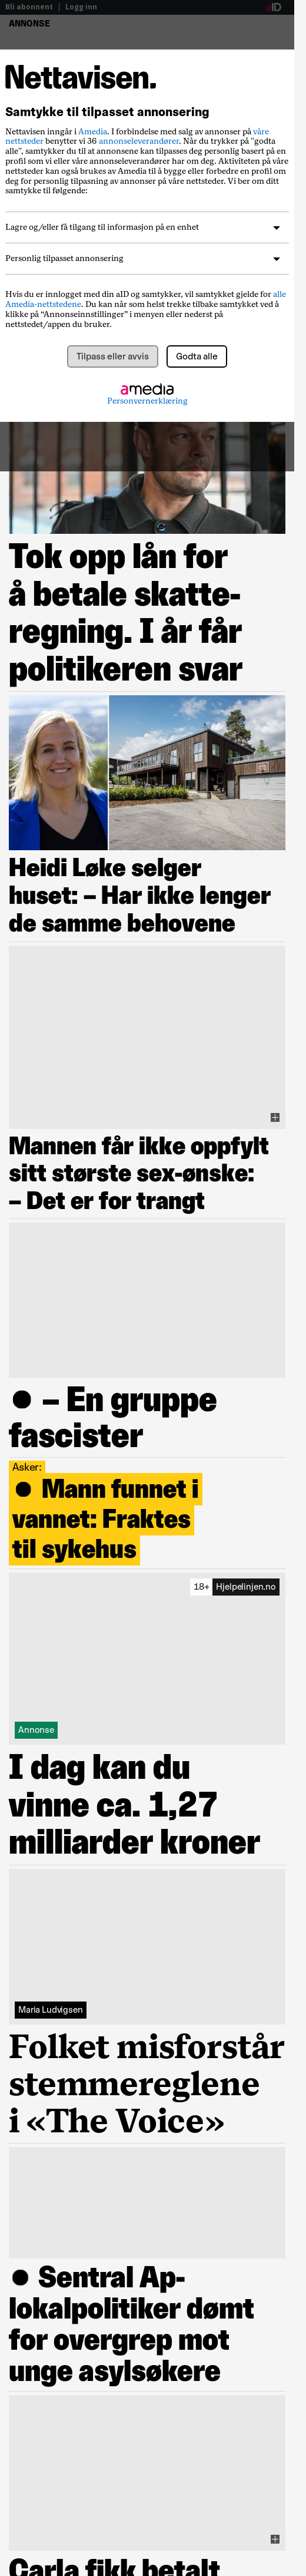 Bli abonnent | Logg inn
aID
ANNONSE
Nettavisen.
Samtykke til tilpasset annonsering
Nettavisen inngår i Amedia. I forbindelse med salg av annonser på våre
nettsteder benytter vi 36 annonseleverandører. Når du trykker på "godta
alle", samtykker du til at annonsene kan tilpasses deg personlig basert på en
profil som vi eller våre annonseleverandører har om deg. Aktiviteten på våre
nettsteder kan også brukes av Amedia til å bygge eller forbedre en profil om
deg for personlig tilpasning av annonser på våre nettsteder. Vi ber om ditt
samtykke til følgende:
Lagre og/eller få tilgang til informasjon på en enhet
Personlig tilpasset annonsering
Hvis du er innlogget med din aID og samtykker, vil samtykket gjelde for alle
Amedia-nettstedene. Du kan når som helst trekke tilbake samtykket ved å
klikke på “Annonseinnstillinger” i menyen eller nederst på
nettstedet/appen du bruker.
Tilpass eller avvis
Godta alle
amedia
Personvernerklæring
Tok opp lån for
å betale skatte-
regning. I år får
politikeren svar
Heidi Løke selger
huset: – Har ikke lenger
de samme behovene
Mannen får ikke oppfylt
sitt største sex-ønske:
– Det er for trangt
● – En gruppe
fascister
Asker:
● Mann funnet i
vannet: Fraktes
til sykehus
18+ Hjelpelinjen.no
Annonse
I dag kan du
vinne ca. 1,27
milliarder kroner
Maria Ludvigsen
Folket misforstår
stemmereglene
i «The Voice»
● Sentral Ap-
lokalpolitiker dømt
for overgrep mot
unge asylsøkere
Carla fikk betalt